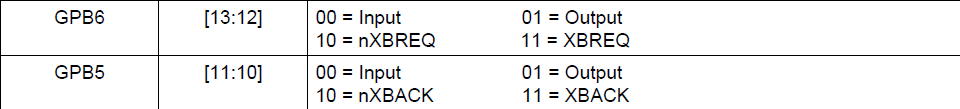 GPB6 [13:12] 00 = Input 01 = Output
10 = nXBREQ 11 = XBREQ
GPB5 [11:10] 00 = Input 01 = Output
10 = nXBACK 11 = XBACK